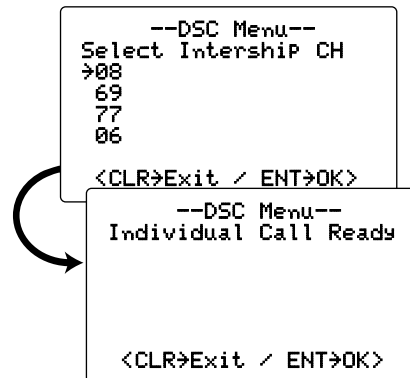 --DSC Menu--
Select Intership CH
→08
69
77
06
<CLR→Exit / ENT→OK>
--DSC Menu--
Individual Call Ready
<CLR→Exit / ENT→OK>